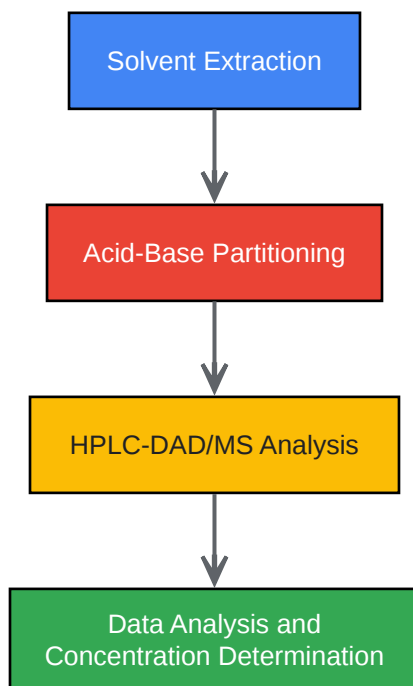 Solvent Extraction
Acid-Base Partitioning
HPLC-DAD/MS Analysis
Data Analysis and
Concentration Determination